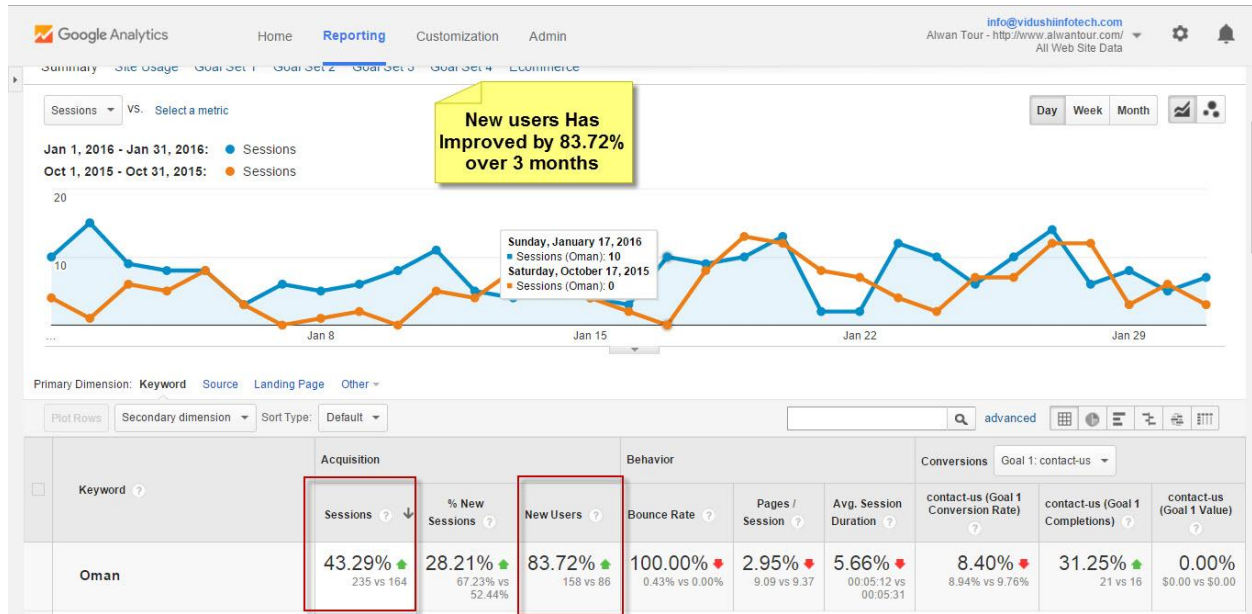 Google Analytics
Home Reporting Customization Admin
info@vidushiinfotech.com
Alwan Tour - http://www.alwantour.com/
All Web Site Data
Summary Site Usage Goal Set 1 Goal Set 2 Goal Set 3 Goal Set 4 Ecommerce
Sessions VS. Select a metric
Day Week Month
New users Has
Improved by 83.72%
over 3 months
Jan 1, 2016 - Jan 31, 2016: Sessions
Oct 1, 2015 - Oct 31, 2015: Sessions
20
10
Sunday, January 17, 2016
Sessions (Oman): 10
Saturday, October 17, 2015
Sessions (Oman): 0
... Jan 8 Jan 15 Jan 22 Jan 29
Primary Dimension: Keyword Source Landing Page Other
Plot Rows Secondary dimension Sort Type: Default advanced
Acquisition Behavior Conversions Goal 1: contact-us
Keyword ?
Sessions ?
% New
Sessions ?
New Users ?
Bounce Rate ?
Pages /
Session ?
Avg. Session
Duration ?
contact-us (Goal 1
Conversion Rate)
?
contact-us (Goal 1
Completions) ?
contact-us
(Goal 1 Value)
?
Oman
43.29%
235 vs 164
28.21%
67.23% vs
52.44%
83.72%
158 vs 86
100.00%
0.43% vs 0.00%
2.95%
9.09 vs 9.37
5.66%
00:05:12 vs
00:05:31
8.40%
8.94% vs 9.76%
31.25%
21 vs 16
0.00%
$0.00 vs $0.00